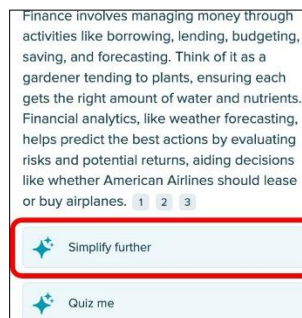 Finance involves managing money through
activities like borrowing, lending, budgeting,
saving, and forecasting. Think of it as a
gardener tending to plants, ensuring each
gets the right amount of water and nutrients.
Financial analytics, like weather forecasting,
helps predict the best actions by evaluating
risks and potential returns, aiding decisions
like whether American Airlines should lease
or buy airplanes. 1 2 3
Simplify further
Quiz me